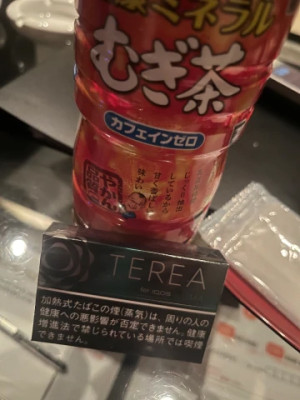 ミネラル
むぎ茶
カフェインゼロ
TEREA
加熱式たばこの煙(蒸気)は、周りの人の
健康への悪影響が否定できません。健康
増進法で禁じられている場所では喫煙
できません。